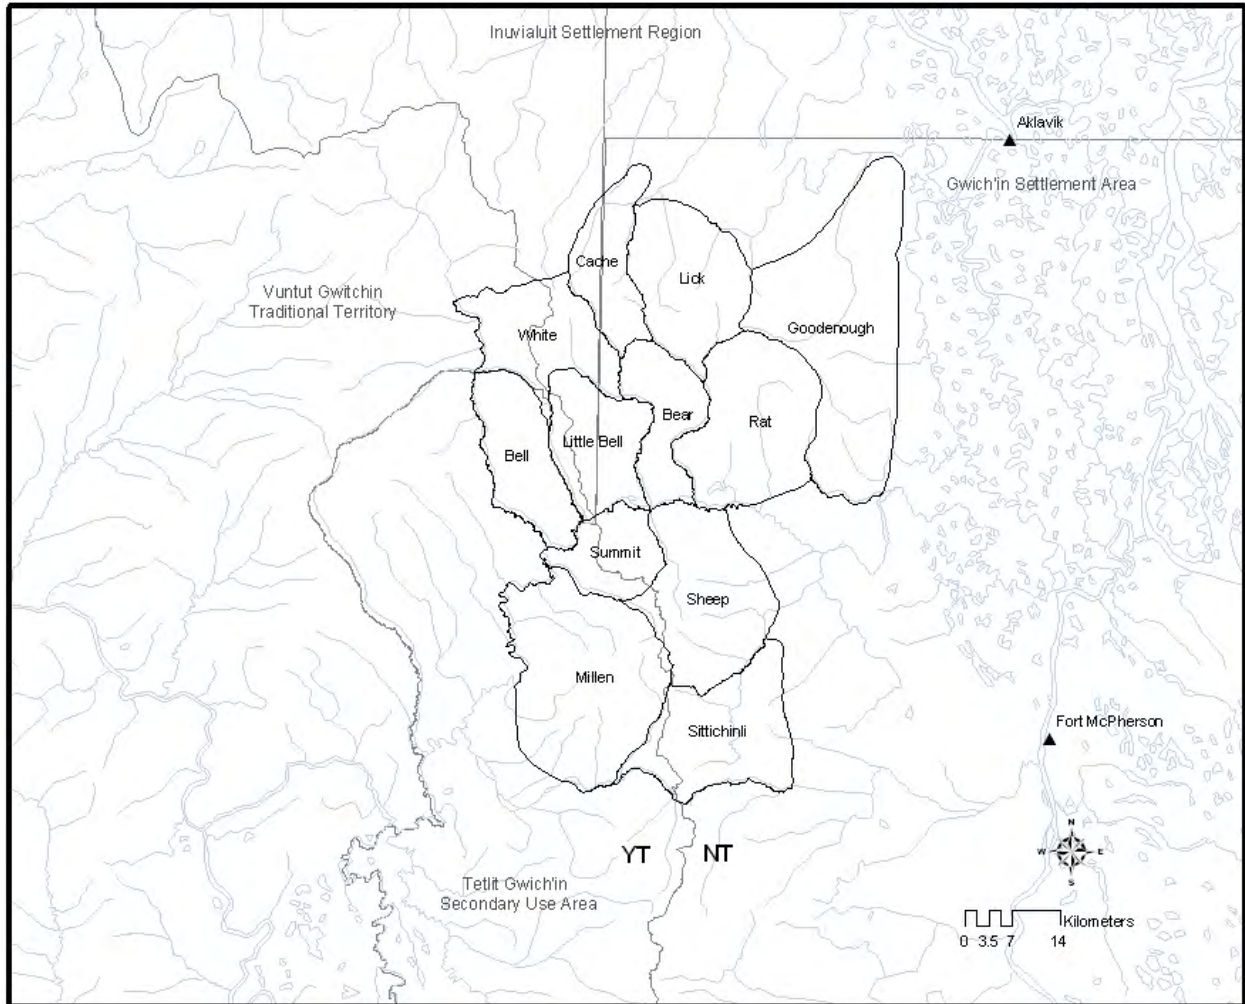 Inuvialuit Settlement Region
Aklavik
Gwich'in Settlement Area
Cache
Lick
Vuntut Gwitchin
Traditional Territory
Goodenough
White
Bear
Rat
Little Bell
Bell
Summit
Sheep
Millen
Sittichinli
Fort McPherson
YT
NT
N
W
E
S
Tetlit Gwich'in
Secondary Use Area
Kilometers
0 3.5 7 14